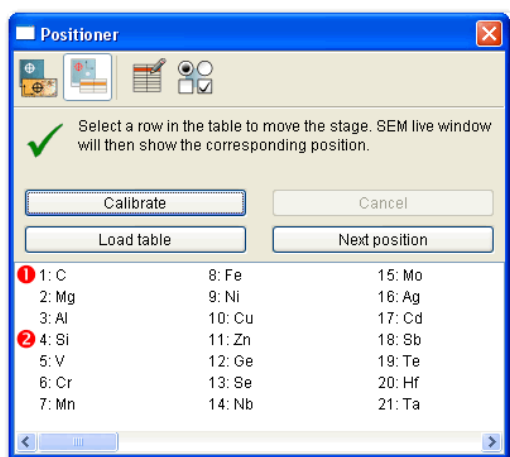 Positioner
Select a row in the table to move the stage. SEM live window
will then show the corresponding position.
Calibrate Cancel
Load table Next position
1 1: C 8: Fe 15: Mo
2: Mg 9: Ni 16: Ag
3: Al 10: Cu 17: Cd
2 4: Si 11: Zn 18: Sb
5: V 12: Ge 19: Te
6: Cr 13: Se 20: Hf
7: Mn 14: Nb 21: Ta